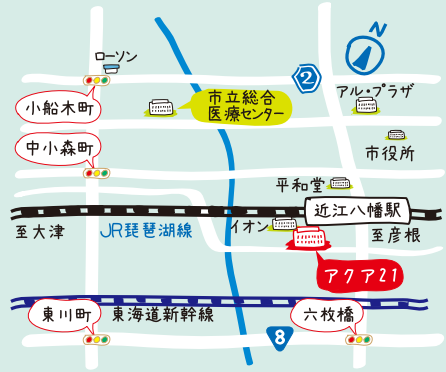 N
ローソン
2
アル・プラザ
小船木町
市立総合
医療センター
中小森町
市役所
平和堂
近江八幡駅
至大津
JR琵琶湖線
イオン
至彦根
アクア21
東川町
東海道新幹線
六枚橋
8